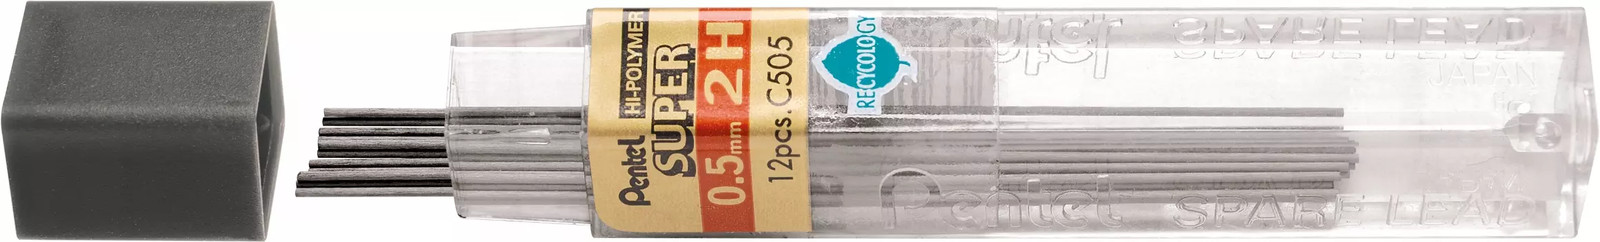 Pentel HI-POLYMER
SUPER
0.5mm 2H
12pcs. C505
RECYCOLOGY
Pentel SPARE LEAD
SPARE LEAD
JAPAN